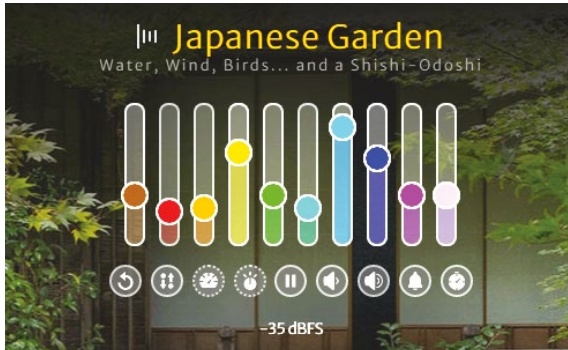 Japanese Garden
Water, Wind, Birds... and a Shishi-Odoshi
-35 dBFS